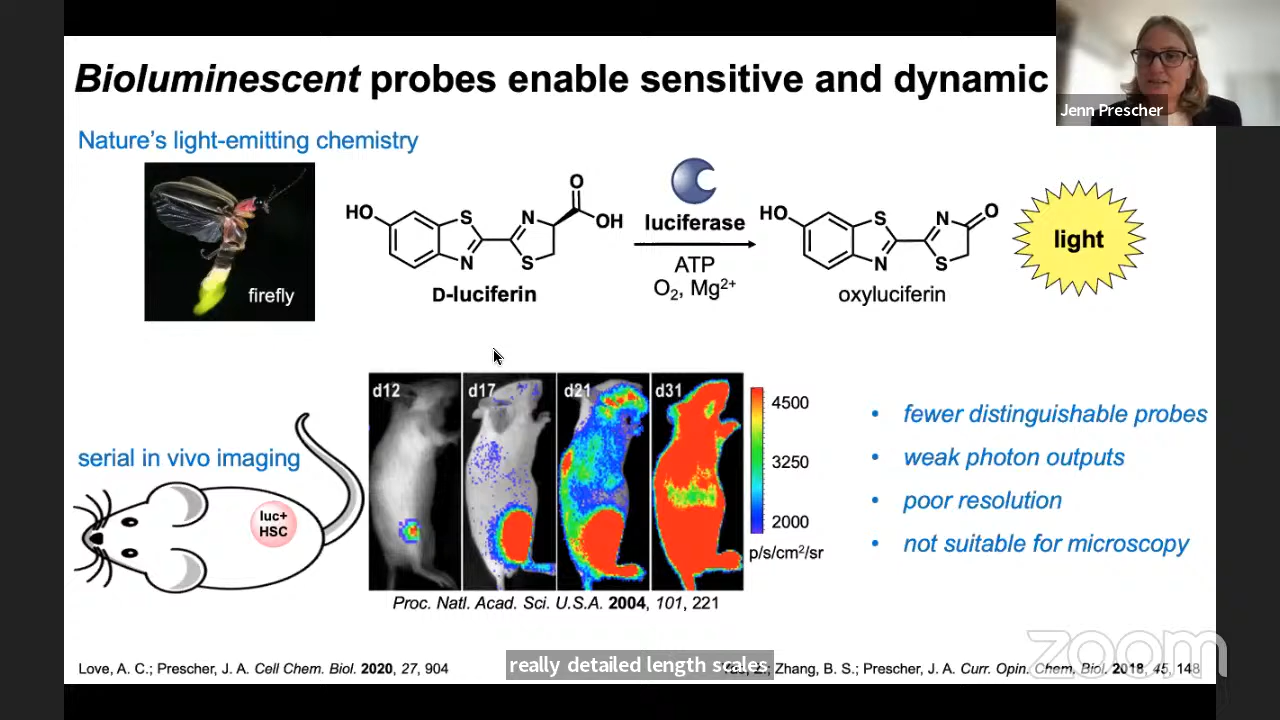 Bioluminescent probes enable sensitive and dynamic
Jenn Prescher
Nature's light-emitting chemistry
firefly
HO
S
N
N
S
O
OH
D-luciferin
luciferase
ATP
O₂, Mg²⁺
HO
S
N
N
S
O
oxyluciferin
light
serial in vivo imaging
luc+
HSC
d12
d17
d21
d31
4500
3250
2000
p/s/cm²/sr
Proc. Natl. Acad. Sci. U.S.A. 2004, 101, 221
• fewer distinguishable probes
• weak photon outputs
• poor resolution
• not suitable for microscopy
Love, A. C.; Prescher, J. A. Cell Chem. Biol. 2020, 27, 904
really detailed length scales
Zhang, B. S.; Prescher, J. A. Curr. Opin. Chem. Biol. 2018, 45, 148
zoom